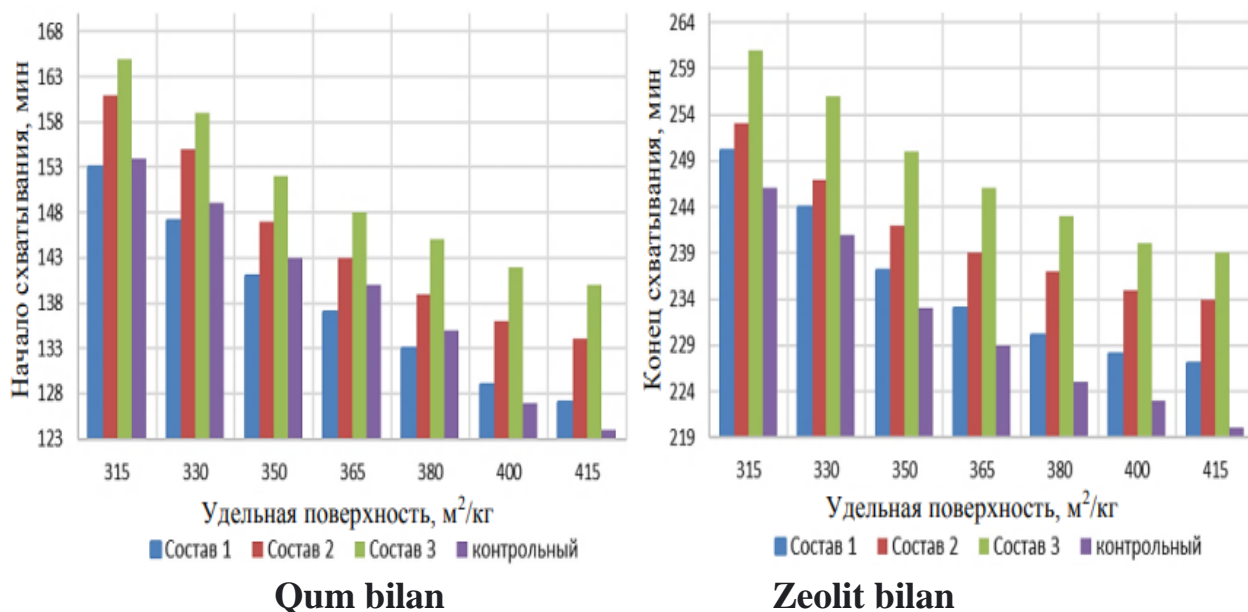 Начало схватывания, мин
168
163
158
153
148
143
138
133
128
123
315 330 350 365 380 400 415
Удельная поверхность, м²/кг
Состав 1 Состав 2 Состав 3 контрольный
Qum bilan
Конец схватывания, мин
264
259
254
249
244
239
234
229
224
219
315 330 350 365 380 400 415
Удельная поверхность, м²/кг
Состав 1 Состав 2 Состав 3 контрольный
Zeolit bilan